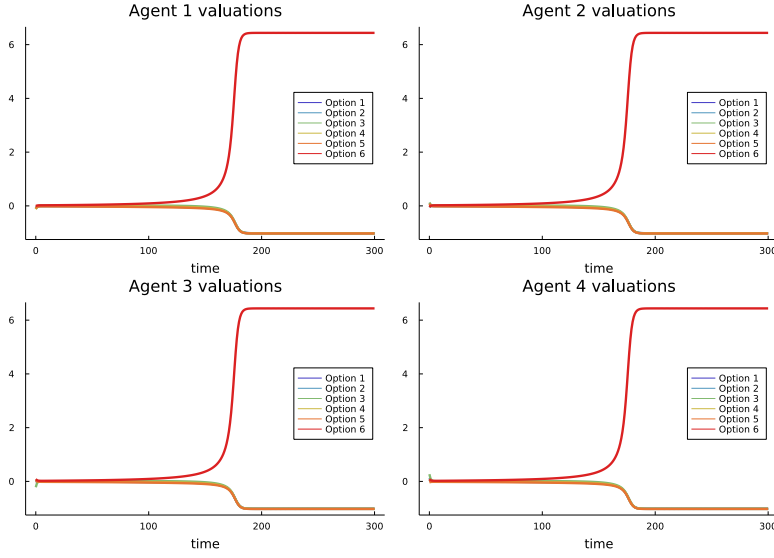 Agent 1 valuations
6
4
2
0
Option 1
Option 2
Option 3
Option 4
Option 5
Option 6
0 100 200 300
time
Agent 2 valuations
6
4
2
0
Option 1
Option 2
Option 3
Option 4
Option 5
Option 6
0 100 200 300
time
Agent 3 valuations
6
4
2
0
Option 1
Option 2
Option 3
Option 4
Option 5
Option 6
0 100 200 300
time
Agent 4 valuations
6
4
2
0
Option 1
Option 2
Option 3
Option 4
Option 5
Option 6
0 100 200 300
time